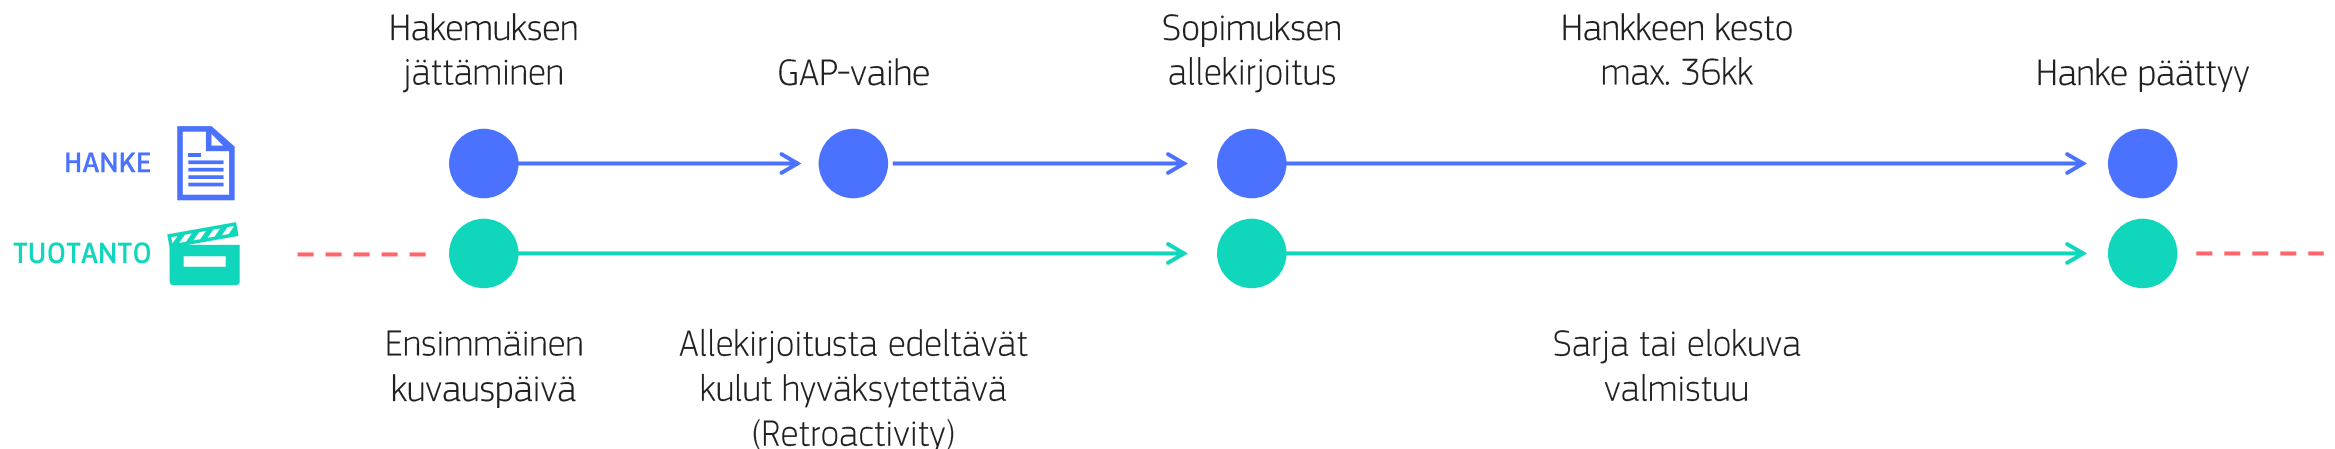 Hakemuksen
jättäminen
GAP-vaihe
Sopimuksen
allekirjoitus
Hankkeen kesto
max. 36kk
Hanke päättyy
HANKE
TUOTANTO
Ensimmäinen
kuvauspäivä
Allekirjoitusta edeltävät
kulut hyväksytettävä
(Retroactivity)
Sarja tai elokuva
valmistuu